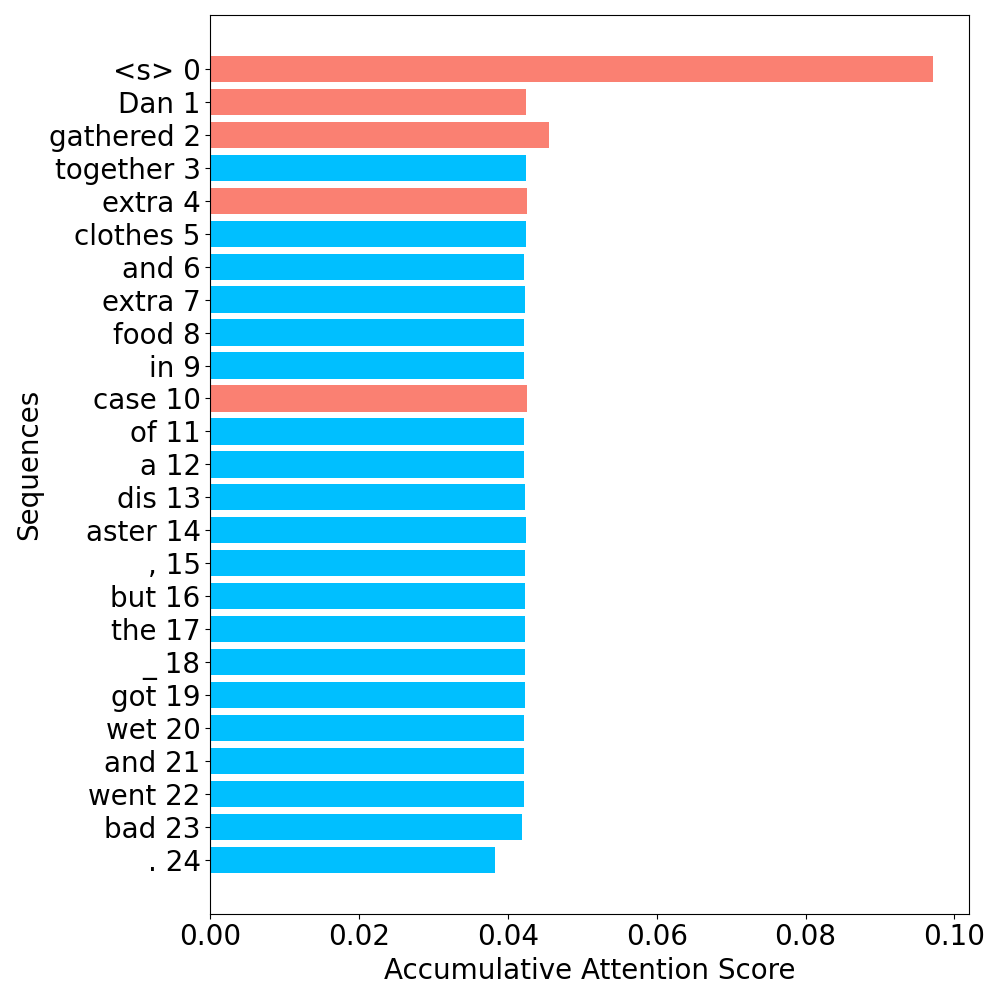 <s> 0
Dan 1
gathered 2
together 3
extra 4
clothes 5
and 6
extra 7
food 8
in 9
case 10
of 11
a 12
dis 13
aster 14
, 15
but 16
the 17
_ 18
got 19
wet 20
and 21
went 22
bad 23
. 24
Sequences
0.00 0.02 0.04 0.06 0.08 0.10
Accumulative Attention Score